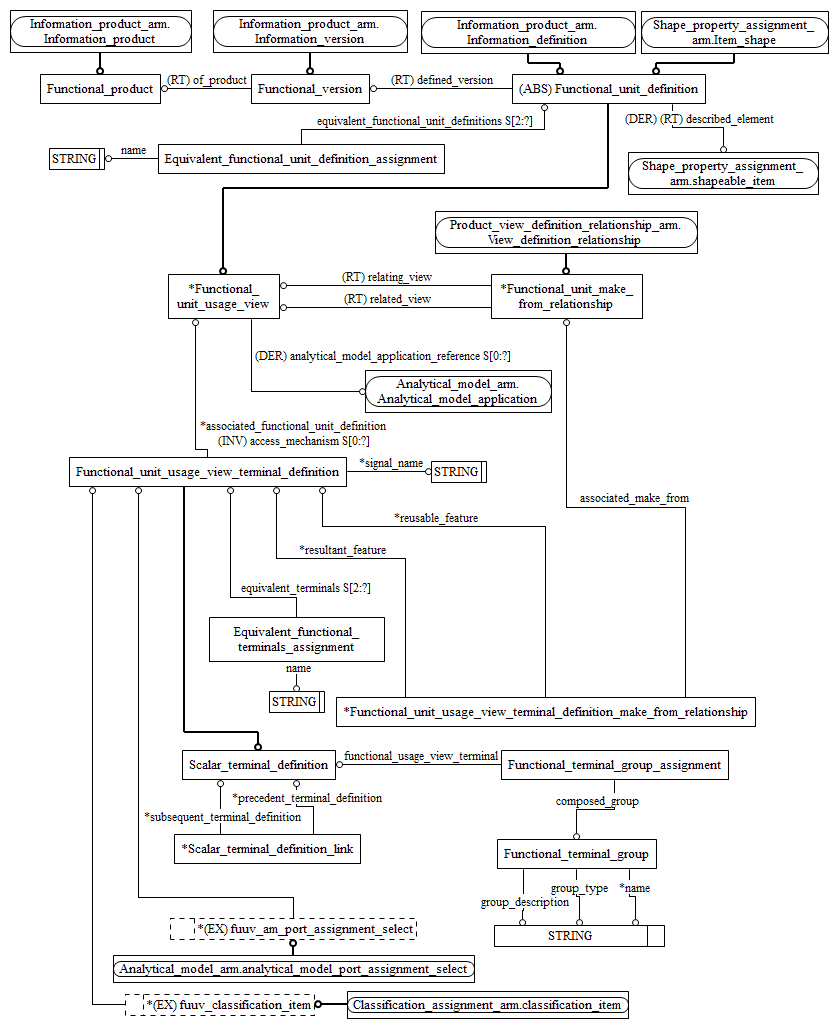 Information_product_arm.
Information_product
Information_product_arm.
Information_version
Information_product_arm.
Information_definition
Shape_property_assignment_
arm.Item_shape
Functional_product
(RT) of_product
Functional_version
(RT) defined_version
(ABS) Functional_unit_definition
equivalent_functional_unit_definitions S[2:?]
(DER) (RT) described_element
STRING
name
Equivalent_functional_unit_definition_assignment
Shape_property_assignment_
arm.shapeable_item
Product_view_definition_relationship_arm.
View_definition_relationship
*Functional_
unit_usage_view
(RT) relating_view
(RT) related_view
*Functional_unit_make_
from_relationship
(DER) analytical_model_application_reference S[0:?]
Analytical_model_arm.
Analytical_model_application
*associated_functional_unit_definition
(INV) access_mechanism S[0:?]
Functional_unit_usage_view_terminal_definition
*signal_name
STRING
associated_make_from
*reusable_feature
*resultant_feature
equivalent_terminals S[2:?]
Equivalent_functional_
terminals_assignment
name
STRING
*Functional_unit_usage_view_terminal_definition_make_from_relationship
Scalar_terminal_definition
functional_usage_view_terminal
Functional_terminal_group_assignment
*precedent_terminal_definition
*subsequent_terminal_definition
composed_group
*Scalar_terminal_definition_link
Functional_terminal_group
group_description
group_type
*name
STRING
*(EX) fuuv_am_port_assignment_select
Analytical_model_arm.analytical_model_port_assignment_select
*(EX) fuuv_classification_item
Classification_assignment_arm.classification_item